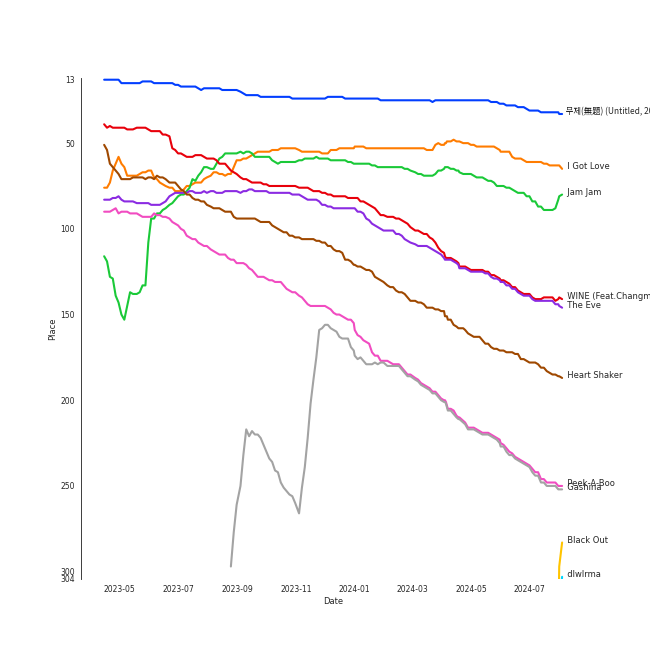 13
50
100
150
200
250
300
304
Place
2023-05
2023-07
2023-09
2023-11
2024-01
2024-03
2024-05
2024-07
Date
무제(無題) (Untitled, 20
I Got Love
Jam Jam
WINE (Feat.Changm
The Eve
Heart Shaker
Peek-A-Boo
Gashina
Black Out
dlwlrma